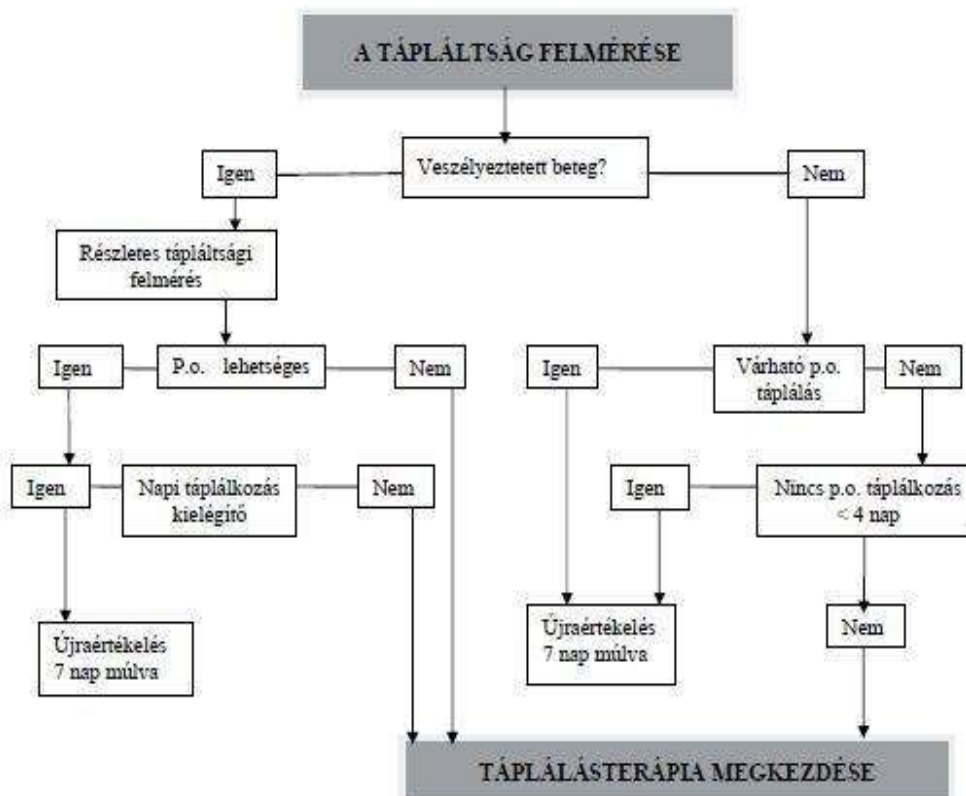 A TÁPLÁLTSÁG FELMÉRÉSE
Igen
Veszélyeztetett beteg?
Nem
Részletes tápláltsági
felmérés
Igen
P.o. lehetséges
Nem
Igen
Várható p.o.
táplálás
Nem
Igen
Napi táplálkozás
kielégítő
Nem
Igen
Nincs p.o. táplálkozás
< 4 nap
Újraértékelés
7 nap múlva
Újraértékelés
7 nap múlva
Nem
TÁPLÁLÁSTERÁPIA MEGKEZDÉSE